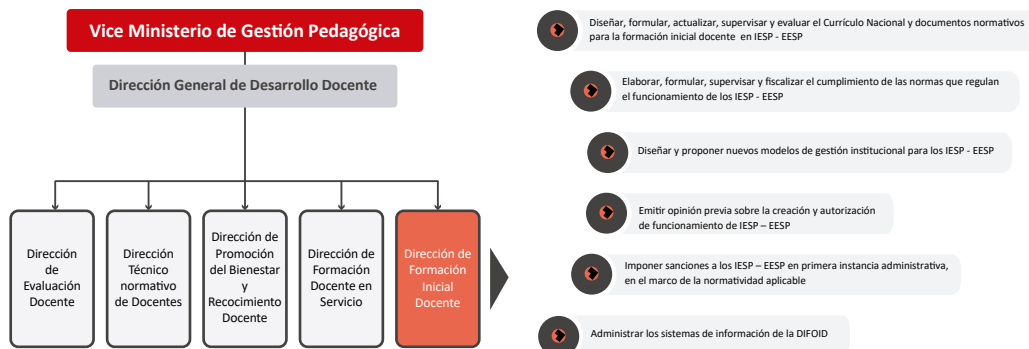 Vice Ministerio de Gestión Pedagógica
Dirección General de Desarrollo Docente
Dirección
de
Evaluación
Docente
Dirección
Técnico
normativo
de Docentes
Dirección de
Promoción
del Bienestar
y
Recocimiento
Docente
Dirección de
Formación
Docente en
Servicio
Dirección de
Formación
Inicial
Docente
Diseñar, formular, actualizar, supervisar y evaluar el Currículo Nacional y documentos normativos
para la formación inicial docente en IESP - EESP
Elaborar, formular, supervisar y fiscalizar el cumplimiento de las normas que regulan
el funcionamiento de los IESP - EESP
Diseñar y proponer nuevos modelos de gestión institucional para los IESP - EESP
Emitir opinión previa sobre la creación y autorización
de funcionamiento de IESP – EESP
Imponer sanciones a los IESP – EESP en primera instancia administrativa,
en el marco de la normatividad aplicable
Administrar los sistemas de información de la DIFOID